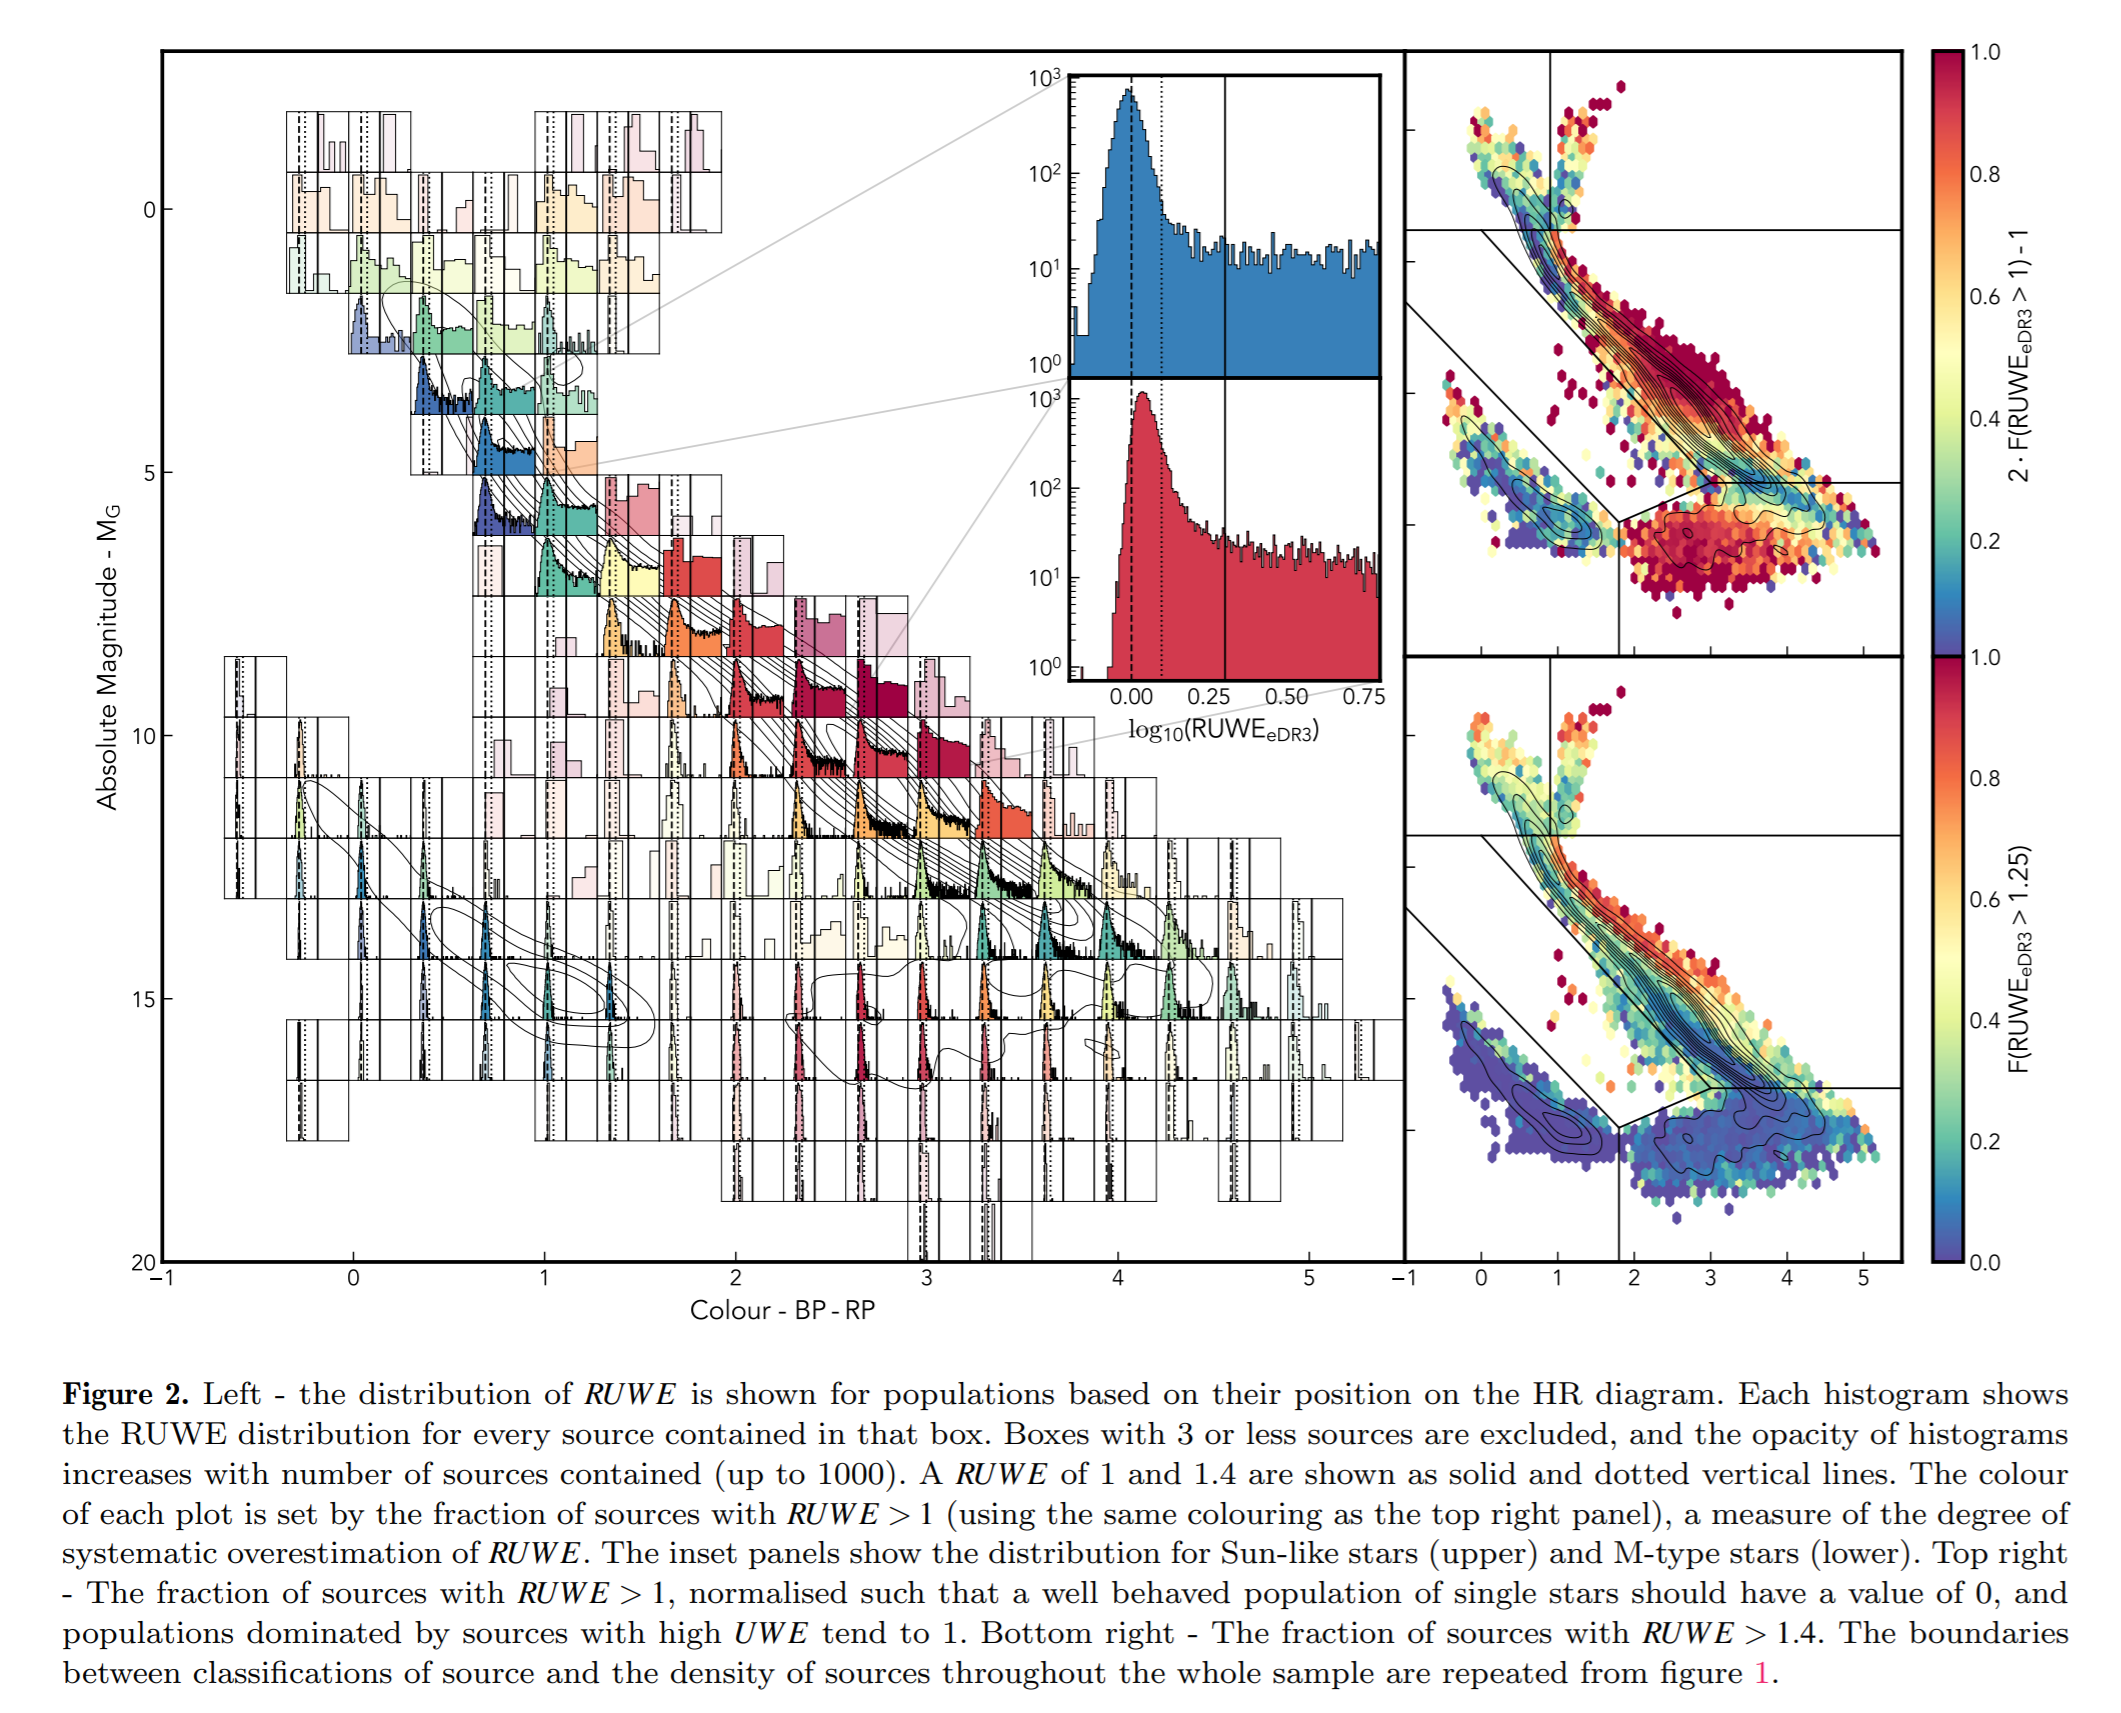 10³
10²
10¹
10⁰
10³
10²
10¹
10⁰
0.00 0.25 0.50 0.75
log₁₀(RUWEeDR3)
0
5
10
15
20
Absolute Magnitude - MG
−1 0 1 2 3 4 5
Colour - BP - RP
−1 0 1 2 3 4 5
1.0
0.8
0.6
0.4
0.2
1.0
0.8
0.6
0.4
0.2
0.0
2 · F(RUWEeDR3 > 1) - 1
F(RUWEeDR3 > 1.25)
Figure 2. Left - the distribution of RUWE is shown for populations based on their position on the HR diagram. Each histogram shows
the RUWE distribution for every source contained in that box. Boxes with 3 or less sources are excluded, and the opacity of histograms
increases with number of sources contained (up to 1000). A RUWE of 1 and 1.4 are shown as solid and dotted vertical lines. The colour
of each plot is set by the fraction of sources with RUWE > 1 (using the same colouring as the top right panel), a measure of the degree of
systematic overestimation of RUWE. The inset panels show the distribution for Sun-like stars (upper) and M-type stars (lower). Top right
- The fraction of sources with RUWE > 1, normalised such that a well behaved population of single stars should have a value of 0, and
populations dominated by sources with high UWE tend to 1. Bottom right - The fraction of sources with RUWE > 1.4. The boundaries
between classifications of source and the density of sources throughout the whole sample are repeated from figure 1.